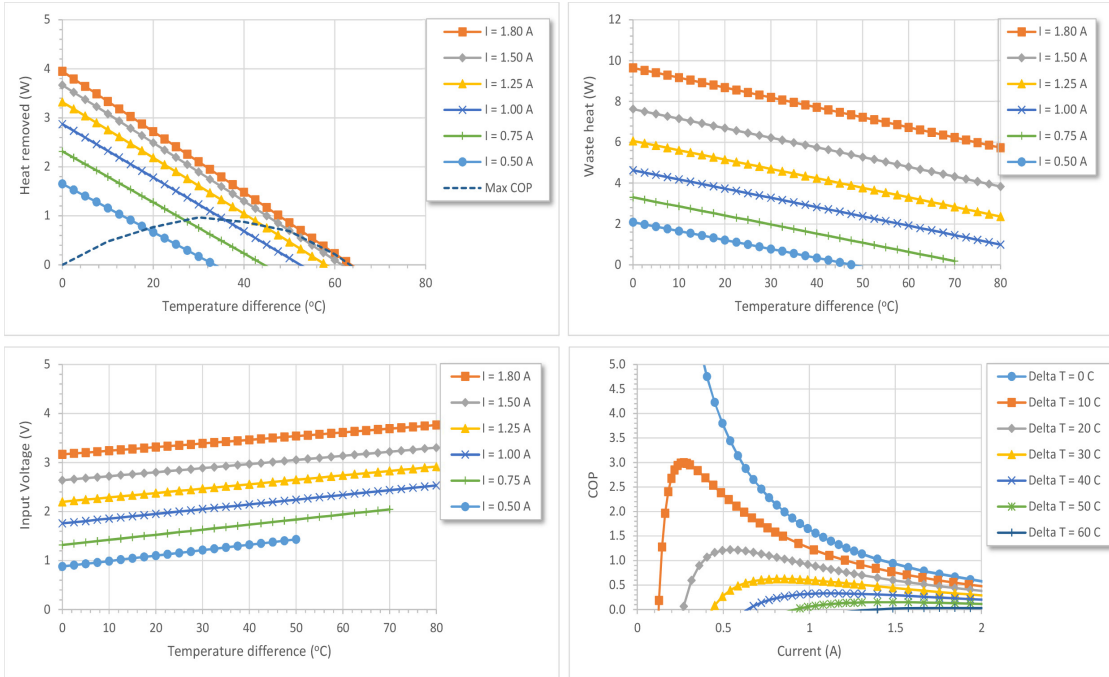 5
4
3
2
1
0
Heat removed (W)
0
20
40
60
80
Temperature difference (ºC)
I = 1.80 A
I = 1.50 A
I = 1.25 A
I = 1.00 A
I = 0.75 A
I = 0.50 A
Max COP
12
10
8
6
4
2
0
Waste heat (W)
0
10
20
30
40
50
60
70
80
Temperature difference (ºC)
I = 1.80 A
I = 1.50 A
I = 1.25 A
I = 1.00 A
I = 0.75 A
I = 0.50 A
5
4
3
2
1
0
Input Voltage (V)
0
10
20
30
40
50
60
70
80
Temperature difference (ºC)
I = 1.80 A
I = 1.50 A
I = 1.25 A
I = 1.00 A
I = 0.75 A
I = 0.50 A
5.0
4.5
4.0
3.5
3.0
2.5
2.0
1.5
1.0
0.5
0.0
COP
0
0.5
1
1.5
2
Current (A)
Delta T = 0 C
Delta T = 10 C
Delta T = 20 C
Delta T = 30 C
Delta T = 40 C
Delta T = 50 C
Delta T = 60 C